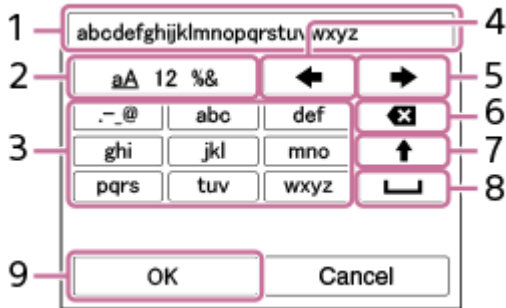 1 abcdefghijklmnopqrstuvwxyz 4
2 aA 12 %& 5
.-_@ abc def 6
3 ghi jkl mno 7
pqrs tuv wxyz 8
9 OK Cancel